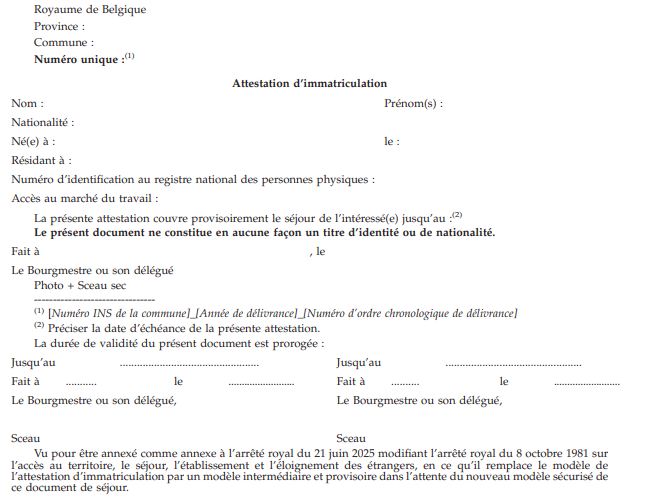 Royaume de Belgique
Province :
Commune :
Numéro unique :(1)
Attestation d'immatriculation
Nom : Prénom(s) :
Nationalité :
Né(e) à : le :
Résidant à :
Numéro d'identification au registre national des personnes physiques :
Accès au marché du travail :
La présente attestation couvre provisoirement le séjour de l'intéressé(e) jusqu'au :(2)
Le présent document ne constitue en aucune façon un titre d'identité ou de nationalité.
Fait à , le
Le Bourgmestre ou son délégué
Photo + Sceau sec
--------------------------------
(1) [Numéro INS de la commune]_[Année de délivrance]_[Numéro d'ordre chronologique de délivrance]
(2) Préciser la date d'échéance de la présente attestation.
La durée de validité du présent document est prorogée :
Jusqu'au ................................................ Jusqu'au ...............................................
Fait à ........... le ....................... Fait à .......... le .......................
Le Bourgmestre ou son délégué, Le Bourgmestre ou son délégué,
Sceau Sceau
Vu pour être annexé comme annexe à l'arrêté royal du 21 juin 2025 modifiant l'arrêté royal du 8 octobre 1981 sur
l'accès au territoire, le séjour, l'établissement et l'éloignement des étrangers, en ce qu'il remplace le modèle de
l'attestation d'immatriculation par un modèle intermédiaire et provisoire dans l'attente du nouveau modèle sécurisé de
ce document de séjour.